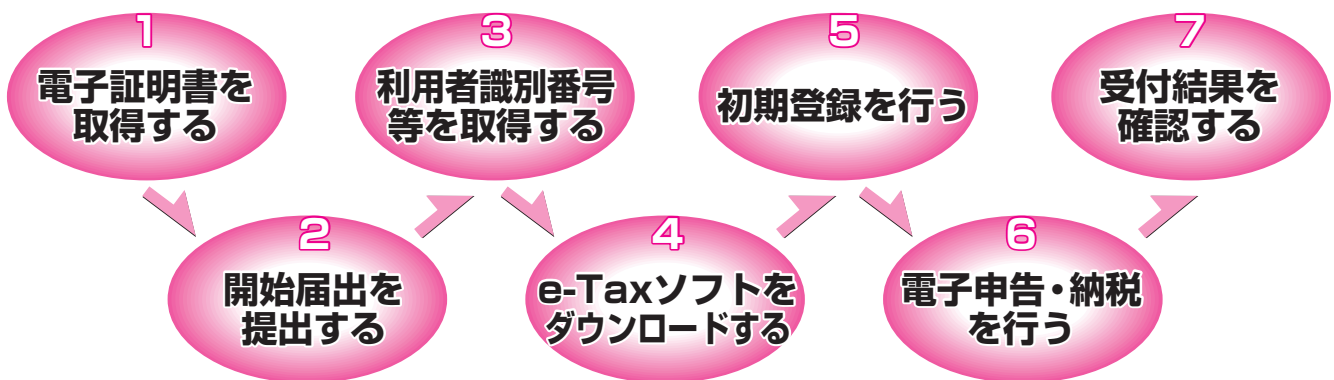 1
電子証明書を
取得する
2
開始届出を
提出する
3
利用者識別番号
等を取得する
4
e-Taxソフトを
ダウンロードする
5
初期登録を行う
6
電子申告・納税
を行う
7
受付結果を
確認する